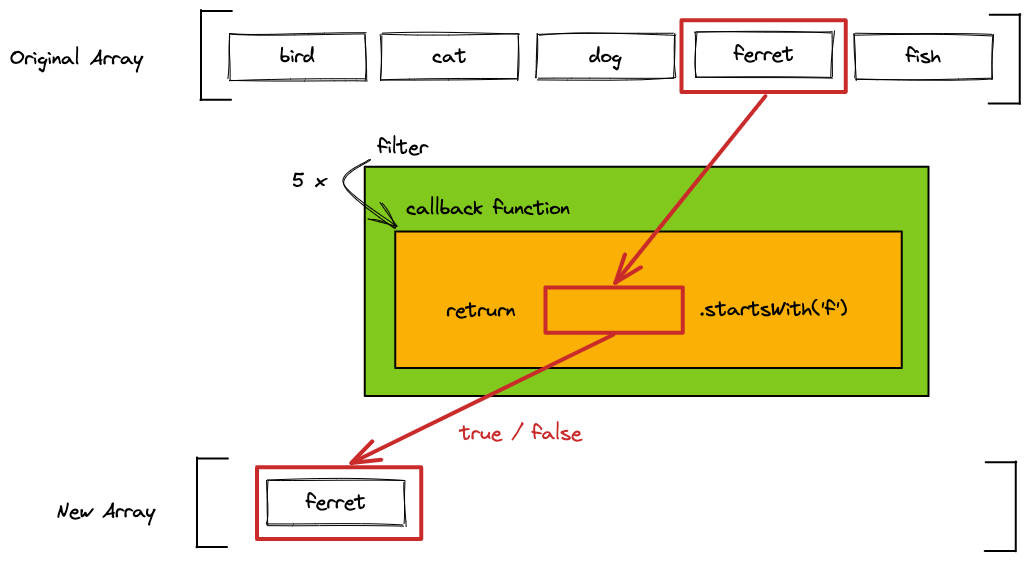 Original Array
bird
cat
dog
ferret
fish
filter
5 x
callback function
retrurn
.startsWith('f')
true / false
New Array
ferret